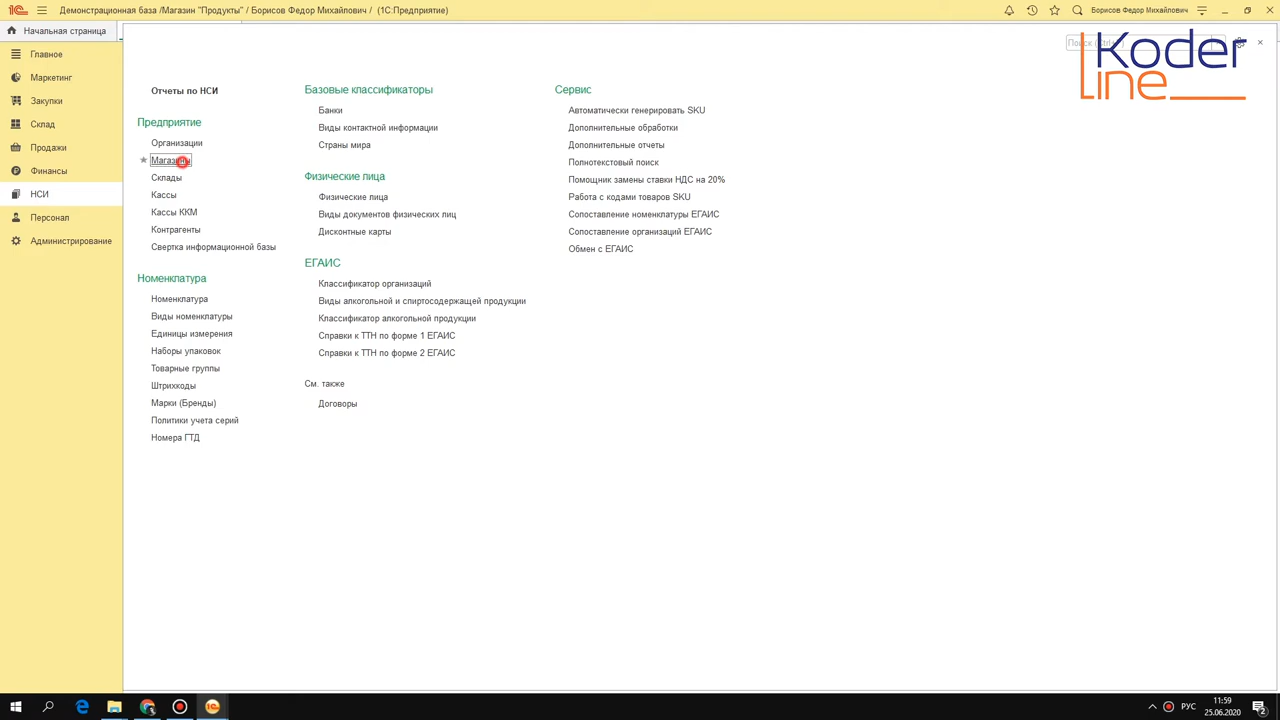 Демонстрационная база /Магазин "Продукты" / Борисов Федор Михайлович / (1С:Предприятие)
Борисов Федор Михайлович
Начальная страница
Поиск (Ctrl+F)
Koder
line
Главное
Маркетинг
Закупки
Склад
Продажи
Финансы
НСИ
Персонал
Администрирование
Отчеты по НСИ
Предприятие
Организации
Магазины
Склады
Кассы
Кассы ККМ
Контрагенты
Свертка информационной базы
Номенклатура
Номенклатура
Виды номенклатуры
Единицы измерения
Наборы упаковок
Товарные группы
Штрихкоды
Марки (Бренды)
Политики учета серий
Номера ГТД
Базовые классификаторы
Банки
Виды контактной информации
Страны мира
Физические лица
Физические лица
Виды документов физических лиц
Дисконтные карты
ЕГАИС
Классификатор организаций
Виды алкогольной и спиртосодержащей продукции
Классификатор алкогольной продукции
Справки к ТТН по форме 1 ЕГАИС
Справки к ТТН по форме 2 ЕГАИС
См. также
Договоры
Сервис
Автоматически генерировать SKU
Дополнительные обработки
Дополнительные отчеты
Полнотекстовый поиск
Помощник замены ставки НДС на 20%
Работа с кодами товаров SKU
Сопоставление номенклатуры ЕГАИС
Сопоставление организаций ЕГАИС
Обмен с ЕГАИС
РУС
11:59
25.06.2020
2